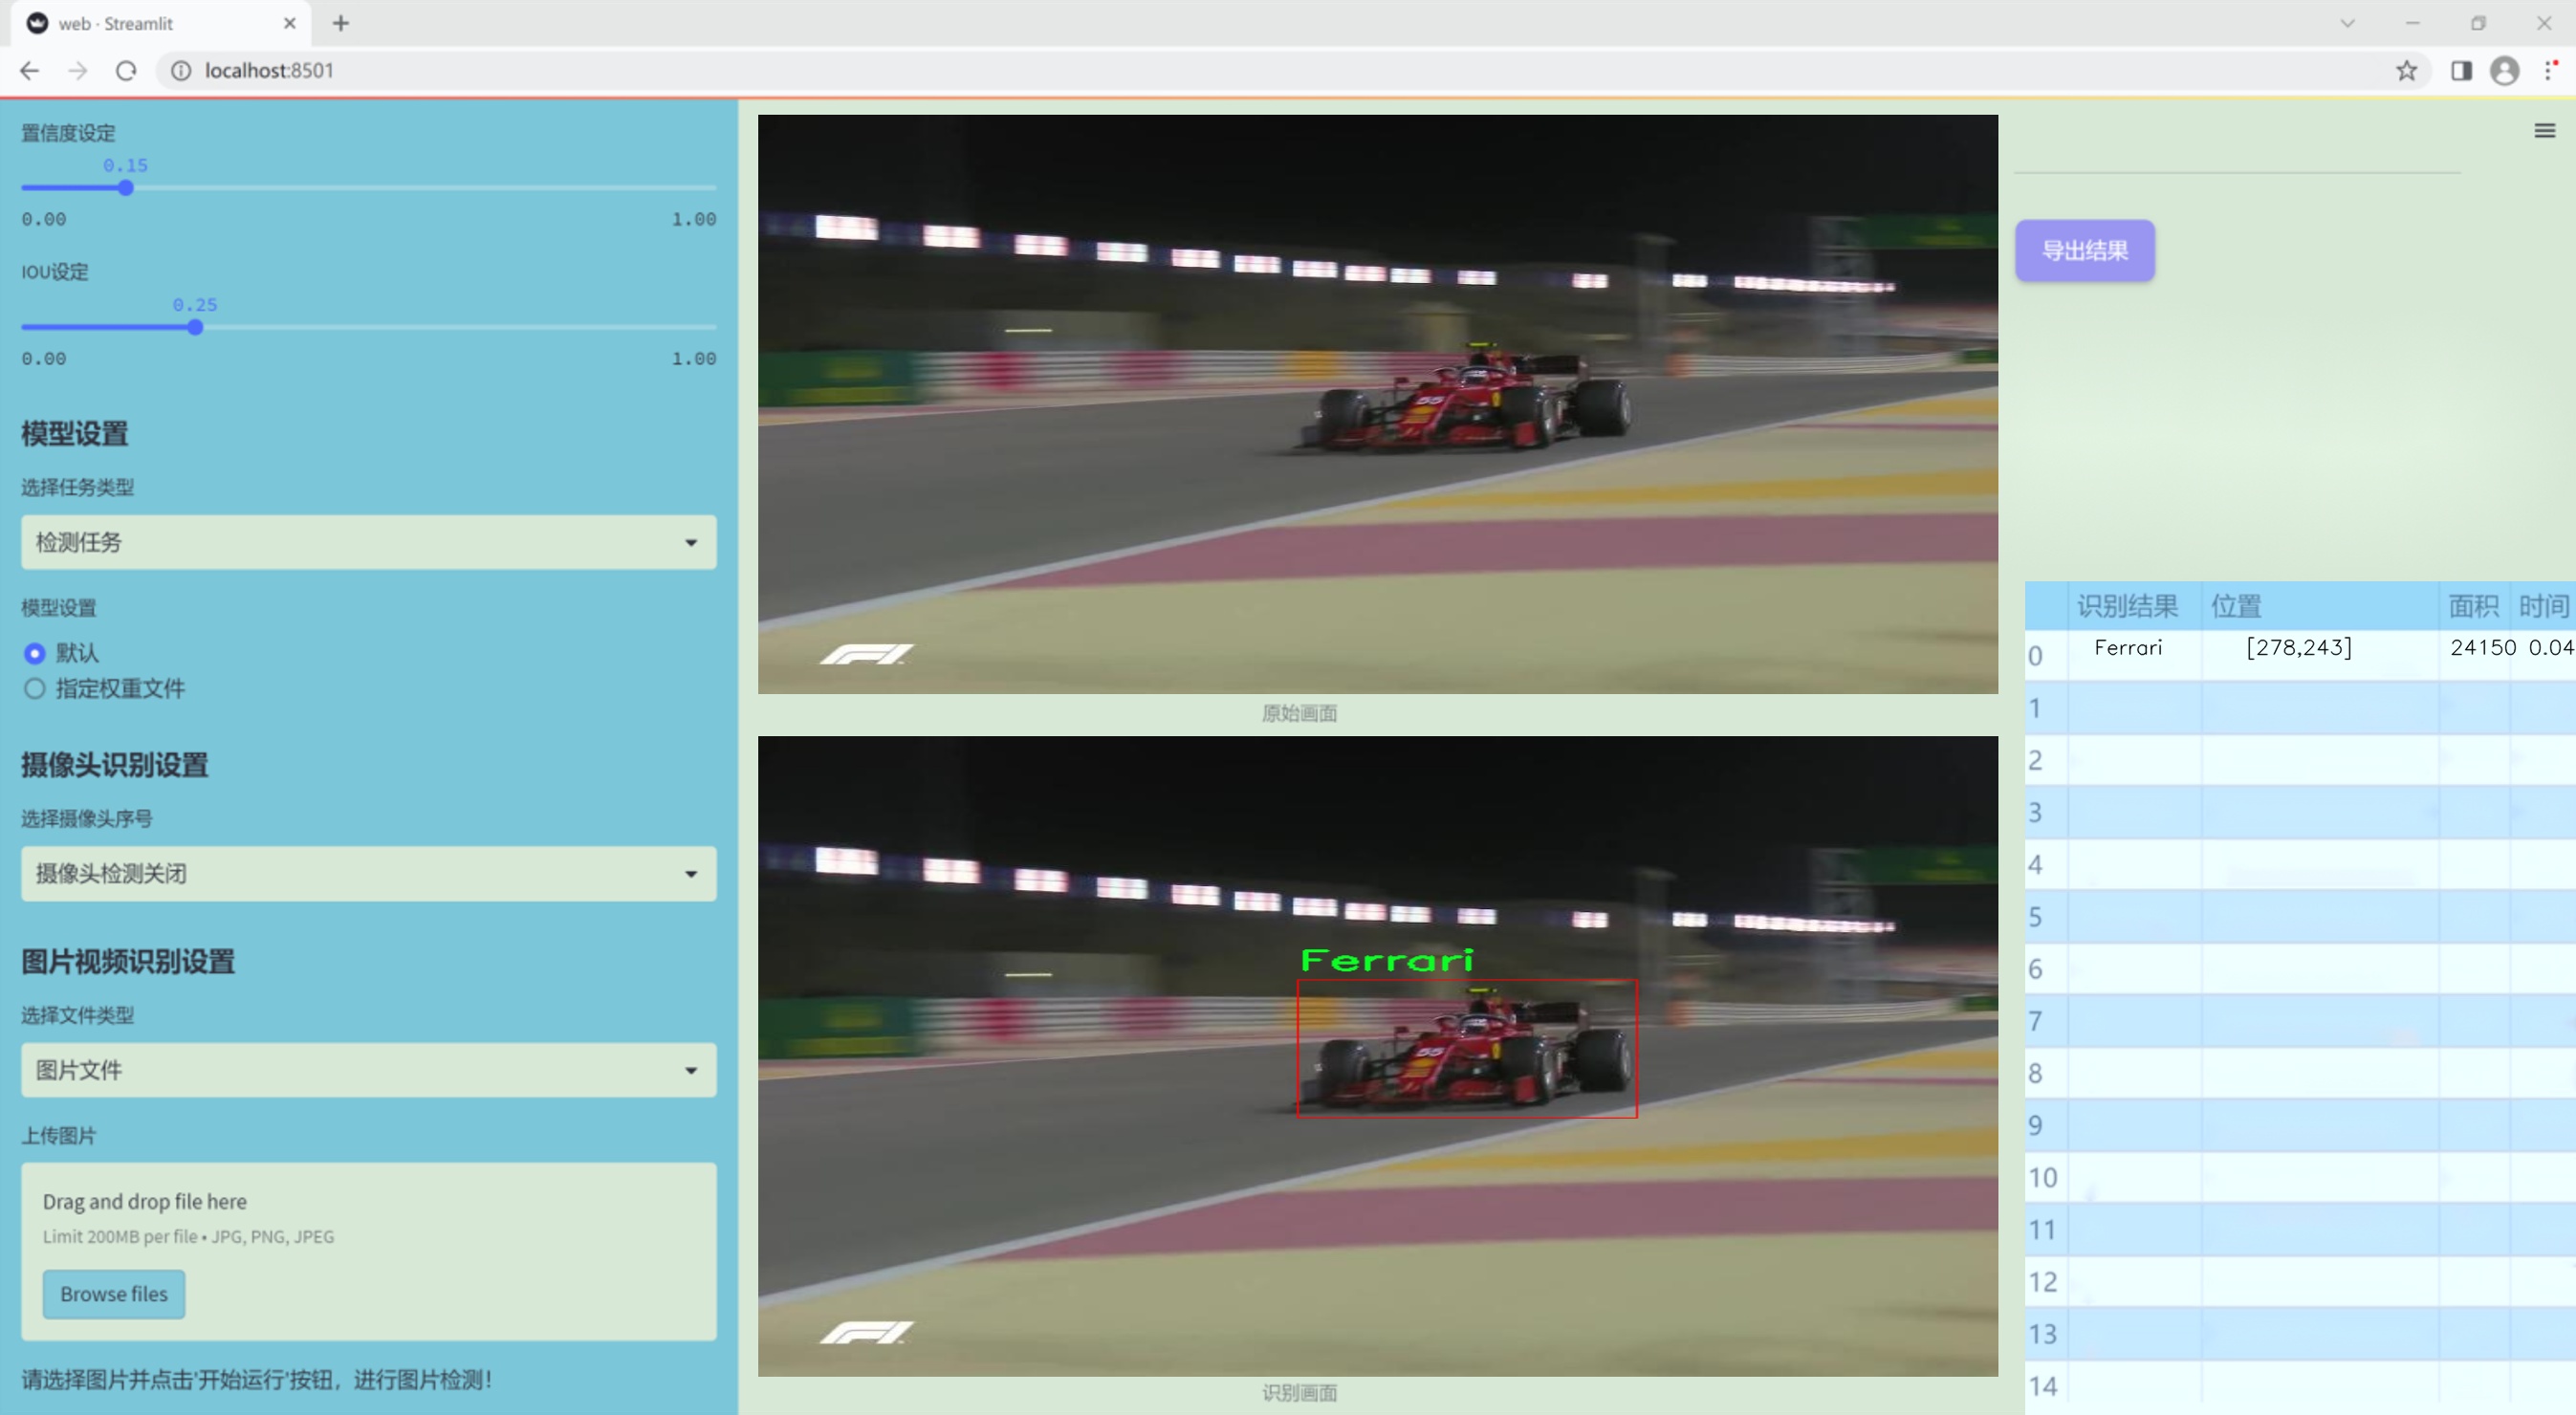 web · Streamlit
localhost:8501
置信度设定
0.15
0.00 1.00
IOU设定
0.25
0.00 1.00
模型设置
选择任务类型
检测任务
模型设置
默认
指定权重文件
摄像头识别设置
选择摄像头序号
摄像头检测关闭
图片视频识别设置
选择文件类型
图片文件
上传图片
Drag and drop file here
Limit 200MB per file • JPG, PNG, JPEG
Browse files
请选择图片并点击'开始运行'按钮，进行图片检测！
55
F1
原始画面
Ferrari
55
F1
识别画面
导出结果
识别结果 位置 面积 时间
0 Ferrari [278,243] 24150 0.04
1
2
3
4
5
6
7
8
9
10
11
12
13
14